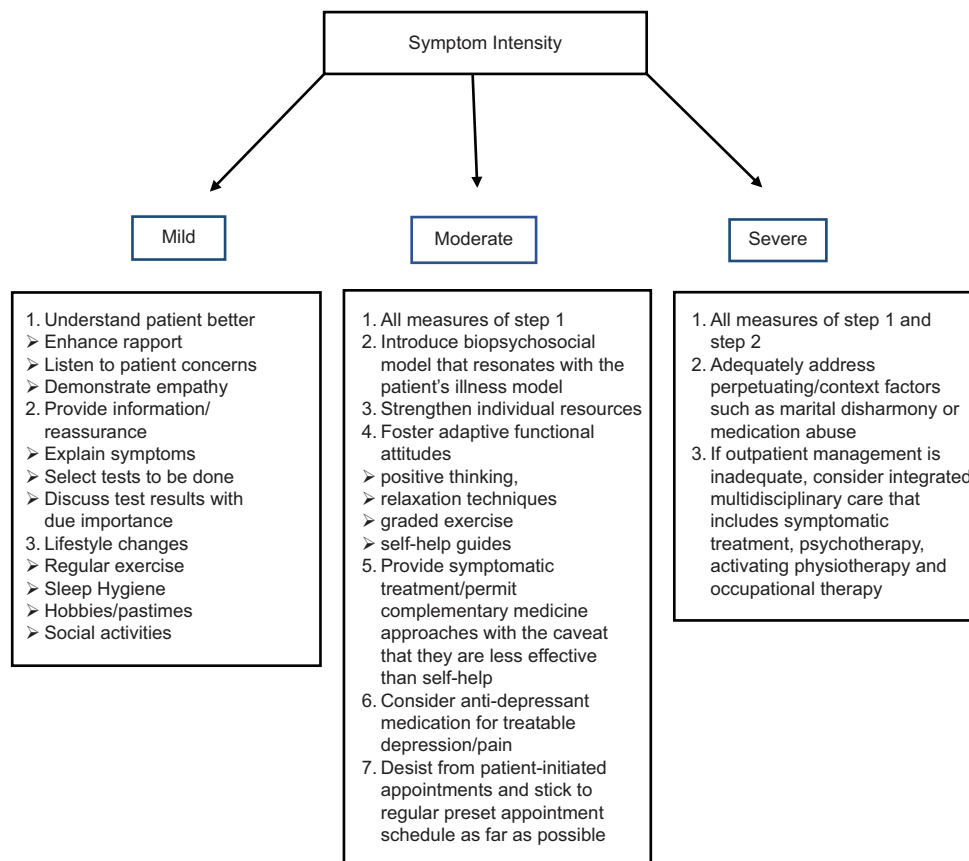 Symptom Intensity
Mild
Moderate
Severe
1. Understand patient better
➢ Enhance rapport
➢ Listen to patient concerns
➢ Demonstrate empathy
2. Provide information/
reassurance
➢ Explain symptoms
➢ Select tests to be done
➢ Discuss test results with
due importance
3. Lifestyle changes
➢ Regular exercise
➢ Sleep Hygiene
➢ Hobbies/pastimes
➢ Social activities
1. All measures of step 1
2. Introduce biopsychosocial
model that resonates with the
patient’s illness model
3. Strengthen individual resources
4. Foster adaptive functional
attitudes
➢ positive thinking,
➢ relaxation techniques
➢ graded exercise
➢ self-help guides
5. Provide symptomatic
treatment/permit
complementary medicine
approaches with the caveat
that they are less effective
than self-help
6. Consider anti-depressant
medication for treatable
depression/pain
7. Desist from patient-initiated
appointments and stick to
regular preset appointment
schedule as far as possible
1. All measures of step 1 and
step 2
2. Adequately address
perpetuating/context factors
such as marital disharmony or
medication abuse
3. If outpatient management is
inadequate, consider integrated
multidisciplinary care that
includes symptomatic
treatment, psychotherapy,
activating physiotherapy and
occupational therapy